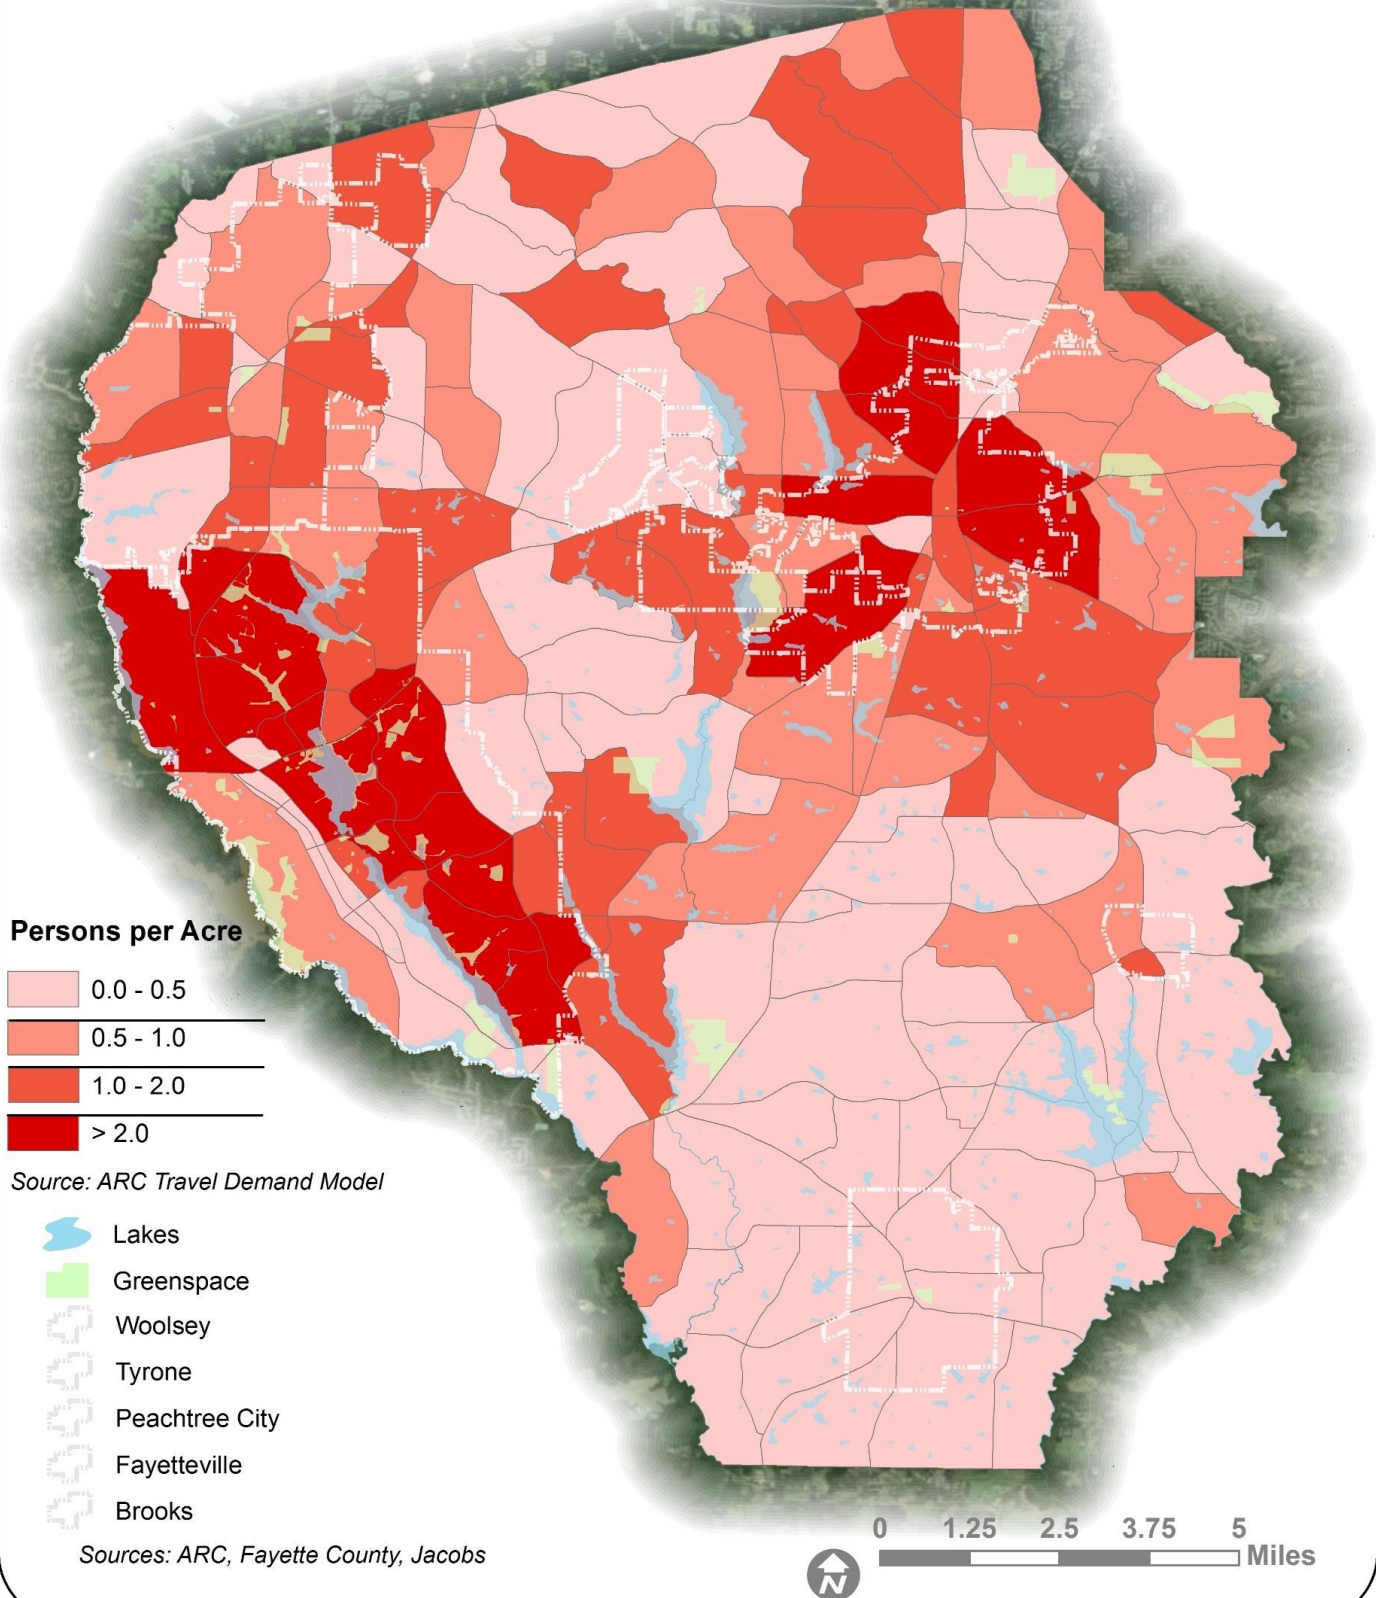 Persons per Acre
0.0 - 0.5
0.5 - 1.0
1.0 - 2.0
> 2.0
Source: ARC Travel Demand Model
Lakes
Greenspace
Woolsey
Tyrone
Peachtree City
Fayetteville
Brooks
Sources: ARC, Fayette County, Jacobs
0 1.25 2.5 3.75 5
Miles
N